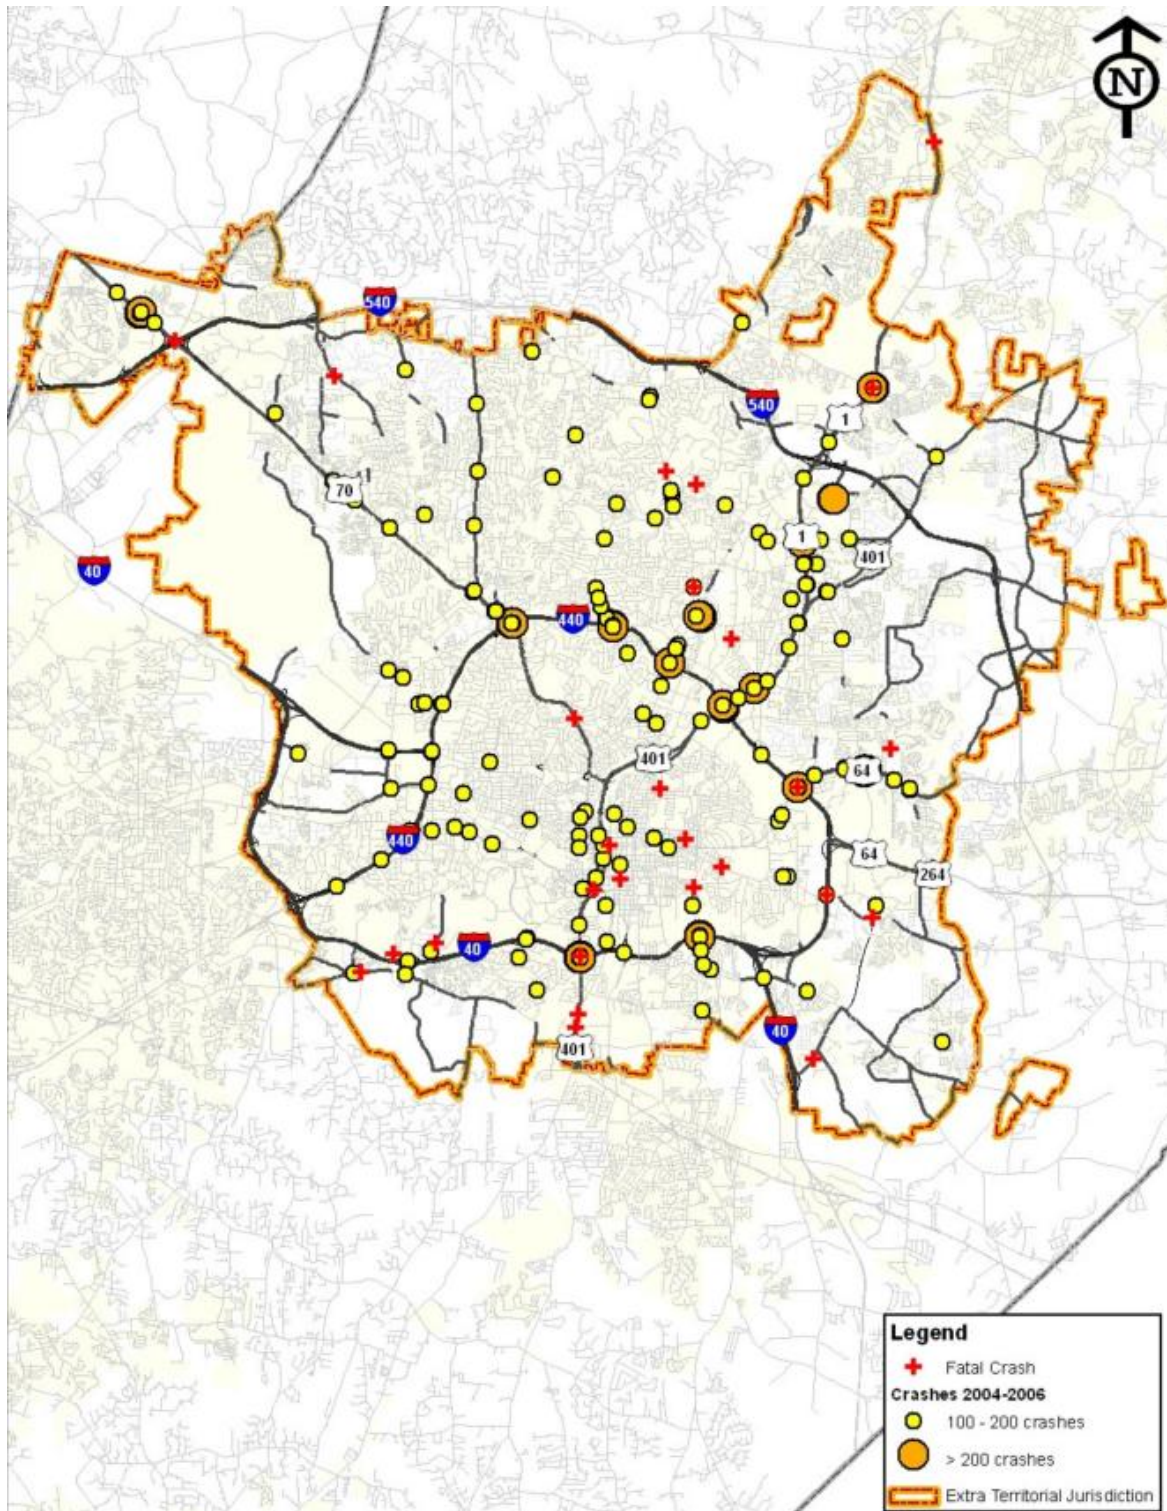 N
540
540
1
70
1
401
40
440
401
64
440
64
264
40
40
401
Legend
Fatal Crash
Crashes 2004-2006
100 - 200 crashes
> 200 crashes
Extra Territorial Jurisdiction